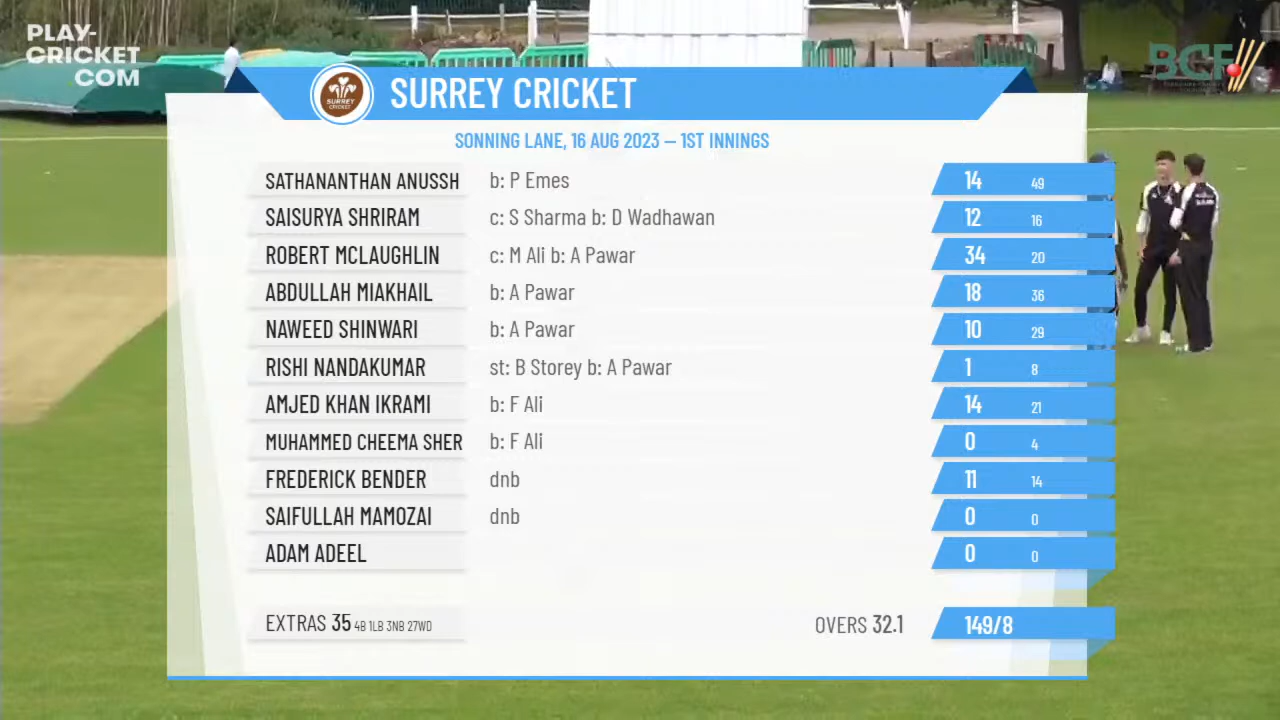 PLAY-
CRICKET
COM
BCF
SURREY CRICKET
SURREY
CRICKET
SONNING LANE, 16 AUG 2023 – 1ST INNINGS
SATHANANTHAN ANUSSH b: P Emes 14 49
SAISURYA SHRIRAM c: S Sharma b: D Wadhawan 12 16
ROBERT MCLAUGHLIN c: M Ali b: A Pawar 34 20
ABDULLAH MIAKHAIL b: A Pawar 18 36
NAWEED SHINWARI b: A Pawar 10 29
RISHI NANDAKUMAR st: B Storey b: A Pawar 1 8
AMJED KHAN IKRAMI b: F Ali 14 21
MUHAMMED CHEEMA SHER b: F Ali 0 4
FREDERICK BENDER dnb 11 14
SAIFULLAH MAMOZAI dnb 0 0
ADAM ADEEL 0 0
EXTRAS 35 4B 1LB 3NB 27WD OVERS 32.1 149/8